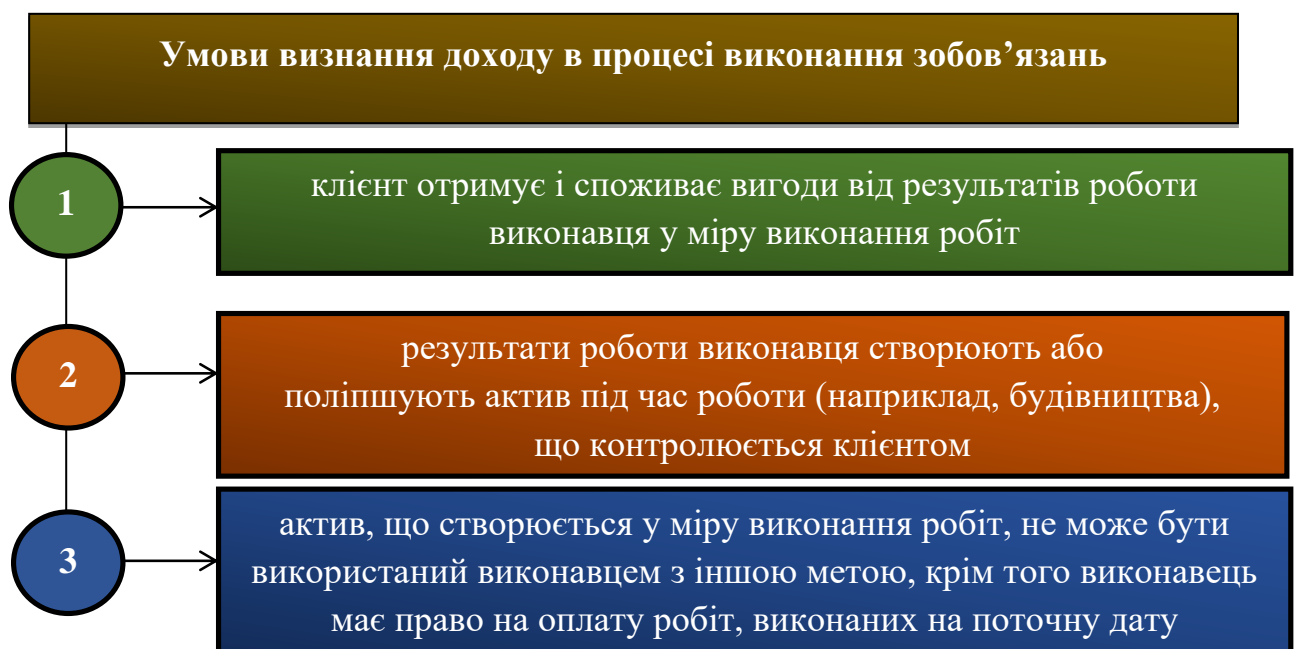 Умови визнання доходу в процесі виконання зобов’язань
1
клієнт отримує і споживає вигоди від результатів роботи
виконавця у міру виконання робіт
2
результати роботи виконавця створюють або
поліпшують актив під час роботи (наприклад, будівництва),
що контролюється клієнтом
3
актив, що створюється у міру виконання робіт, не може бути
використаний виконавцем з іншою метою, крім того виконавець
має право на оплату робіт, виконаних на поточну дату